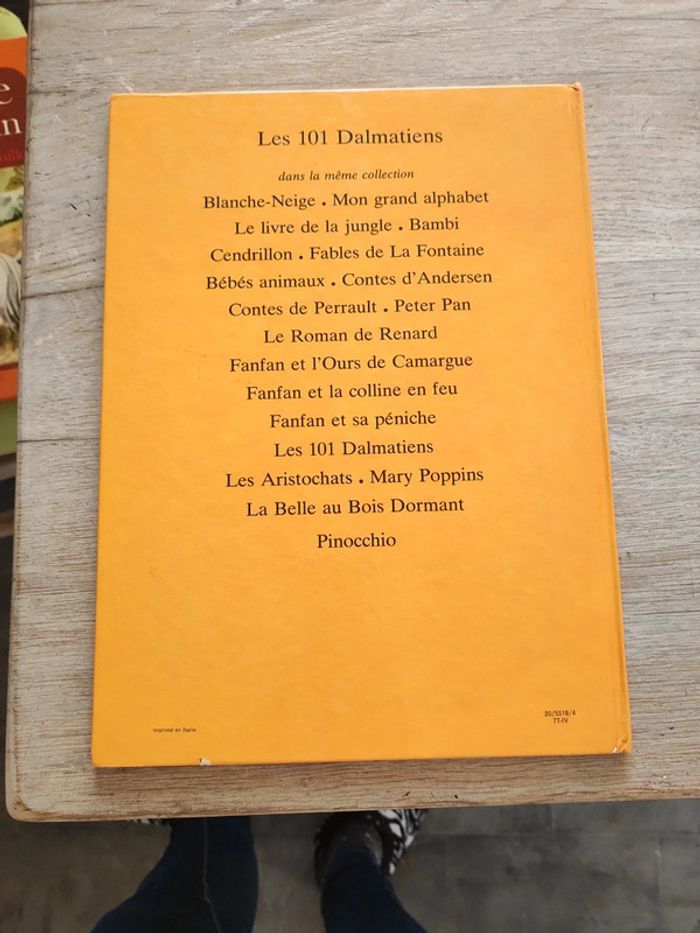 Les 101 Dalmatiens
dans la même collection
Blanche-Neige . Mon grand alphabet
Le livre de la jungle . Bambi
Cendrillon . Fables de La Fontaine
Bébés animaux . Contes d'Andersen
Contes de Perrault . Peter Pan
Le Roman de Renard
Fanfan et l'Ours de Camargue
Fanfan et la colline en feu
Fanfan et sa péniche
Les 101 Dalmatiens
Les Aristochats . Mary Poppins
La Belle au Bois Dormant
Pinocchio
Imprimé en Italie
20/5518/4
77-IV